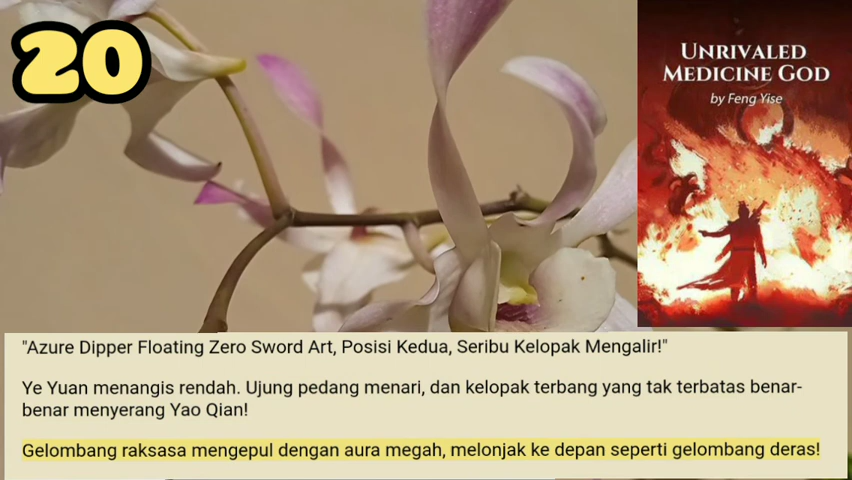 20
UNRIVALED
MEDICINE GOD
by Feng Yise
"Azure Dipper Floating Zero Sword Art, Posisi Kedua, Seribu Kelopak Mengalir!"
Ye Yuan menangis rendah. Ujung pedang menari, dan kelopak terbang yang tak terbatas benar-
benar menyerang Yao Qian!
Gelombang raksasa mengepul dengan aura megah, melonjak ke depan seperti gelombang deras!